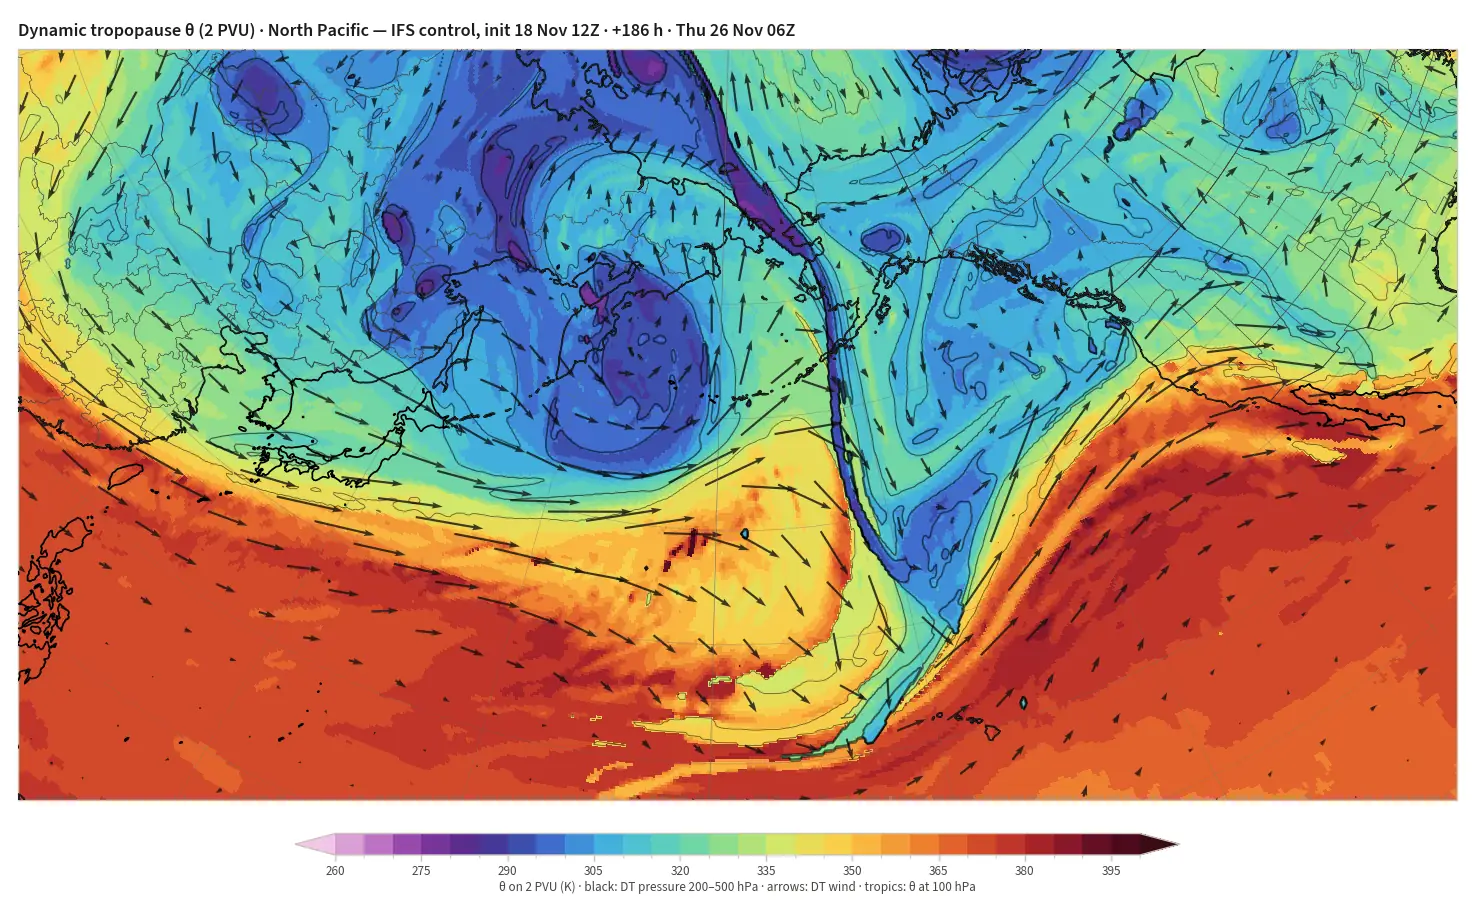 Dynamic tropopause θ (2 PVU) · North Pacific — IFS control, init 18 Nov 12Z · +186 h · Thu 26 Nov 06Z
260 275 290 305 320 335 350 365 380 395
θ on 2 PVU (K) · black: DT pressure 200–500 hPa · arrows: DT wind · tropics: θ at 100 hPa